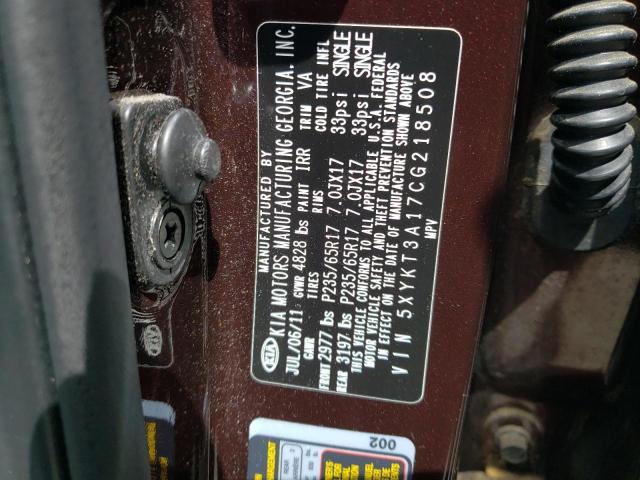 MANUFACTURED BY
KIA KIA MOTORS MANUFACTURING GEORGIA, INC.
JUL/06/11 GVWR 4828 lbs PAINT IRR TRIM VA
GAWR TIRES RIMS COLD TIRE INFL
FRONT 2977 lbs P235/65R17 7.0JX17 33psi SINGLE
REAR 3197 lbs P235/65R17 7.0JX17 33psi SINGLE
THIS VEHICLE CONFORMS TO ALL APPLICABLE U.S.A. FEDERAL
MOTOR VEHICLE SAFETY AND THEFT PREVENTION STANDARDS
IN EFFECT ON THE DATE OF MANUFACTURE SHOWN ABOVE
VIN 5XYKT3A17CG218508
MPV
002
REAR